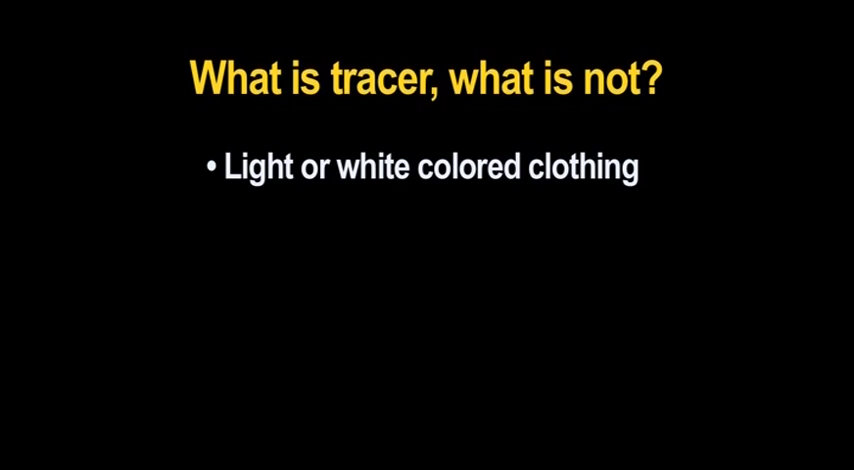 What is tracer, what is not?
• Light or white colored clothing